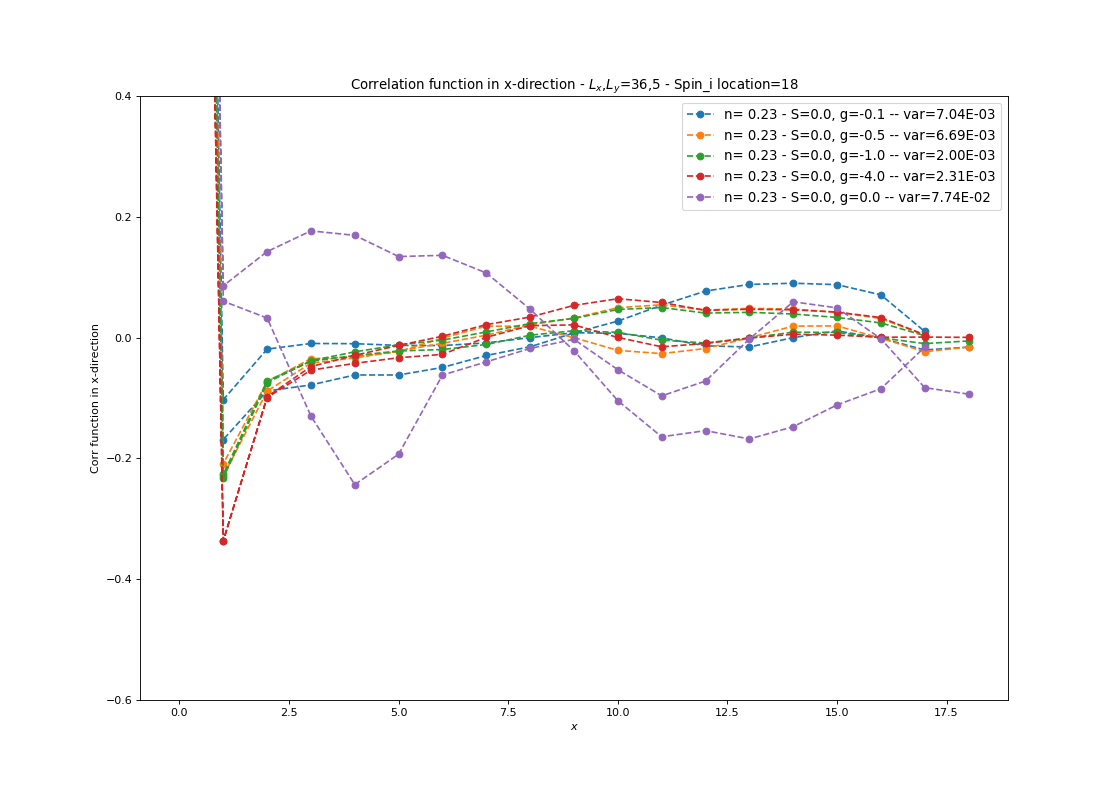 Correlation function in x-direction - Lx,Ly=36,5 - Spin_i location=18
n= 0.23 - S=0.0, g=-0.1 -- var=7.04E-03
n= 0.23 - S=0.0, g=-0.5 -- var=6.69E-03
n= 0.23 - S=0.0, g=-1.0 -- var=2.00E-03
n= 0.23 - S=0.0, g=-4.0 -- var=2.31E-03
n= 0.23 - S=0.0, g=0.0 -- var=7.74E-02
Corr function in x-direction
0.4
0.2
0.0
−0.2
−0.4
−0.6
0.0 2.5 5.0 7.5 10.0 12.5 15.0 17.5
x